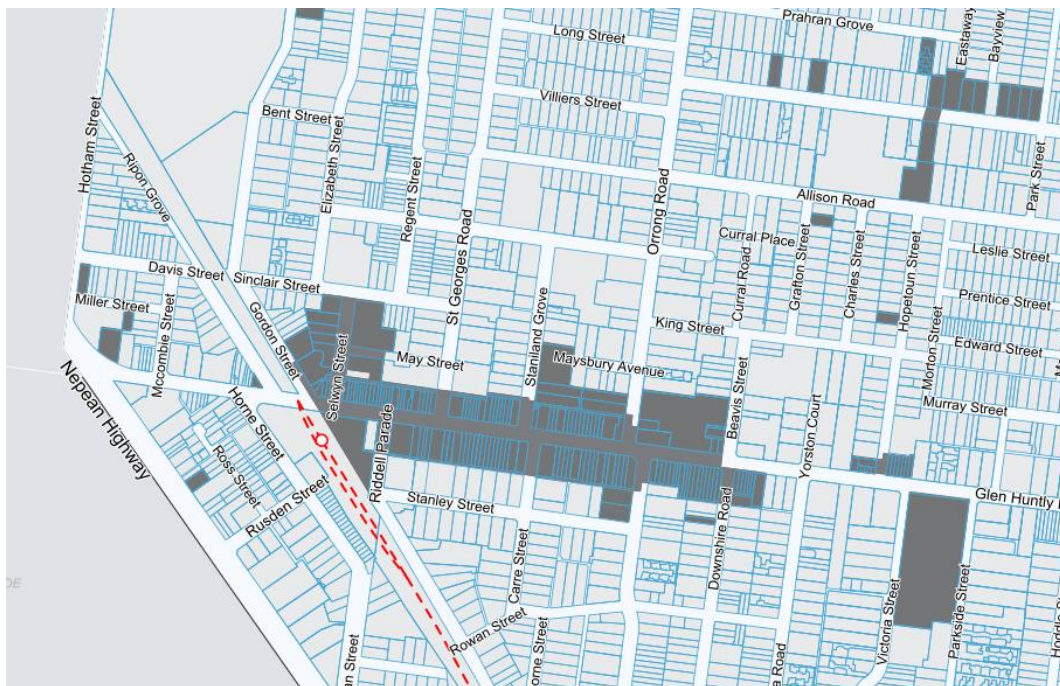 Prahran Grove
Eastaway
Bayview
Long Street
Villiers Street
Bent Street
Hotham Street
Ripon Grove
Elizabeth Street
Regent Street
St Georges Road
Orrong Road
Allison Road
Park Street
Curral Place
Curral Road
Grafton Street
Charles Street
Hopetoun Street
Leslie Street
Davis Street
Sinclair Street
Miller Street
Mccombie Street
Gordon Street
Staniland Grove
King Street
Prentice Street
Morton Street
Edward Street
May Street
Selwyn Street
Maysbury Avenue
Beavis Street
Murray Street
Nepean Highway
Horne Street
Ross Street
Riddell Parade
Yorston Court
Rusden Street
Stanley Street
Glen Huntly
Carre Street
Downshire Road
Victoria Street
Parkside Street
Rowan Street
Road
Street